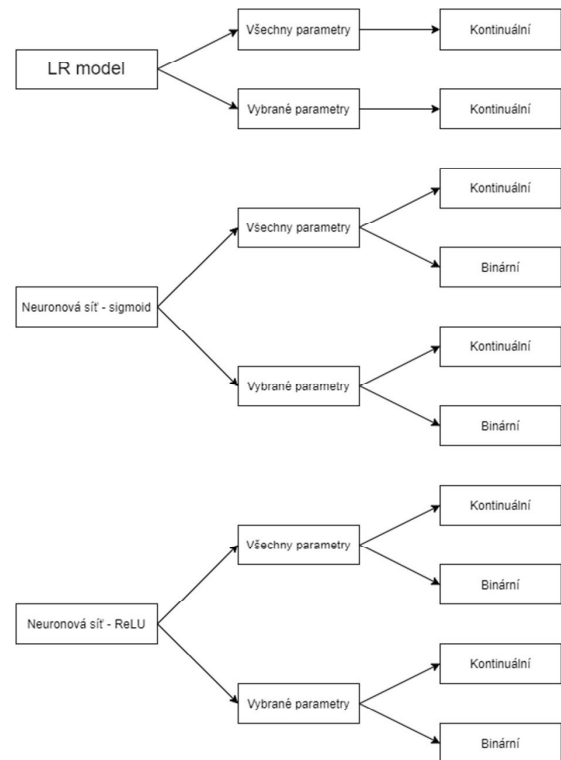 Všechny parametry
Kontinuální
LR model
Vybrané parametry
Kontinuální
Kontinuální
Všechny parametry
Binární
Neuronová síť - sigmoid
Kontinuální
Vybrané parametry
Binární
Kontinuální
Všechny parametry
Binární
Neuronová síť - ReLU
Kontinuální
Vybrané parametry
Binární